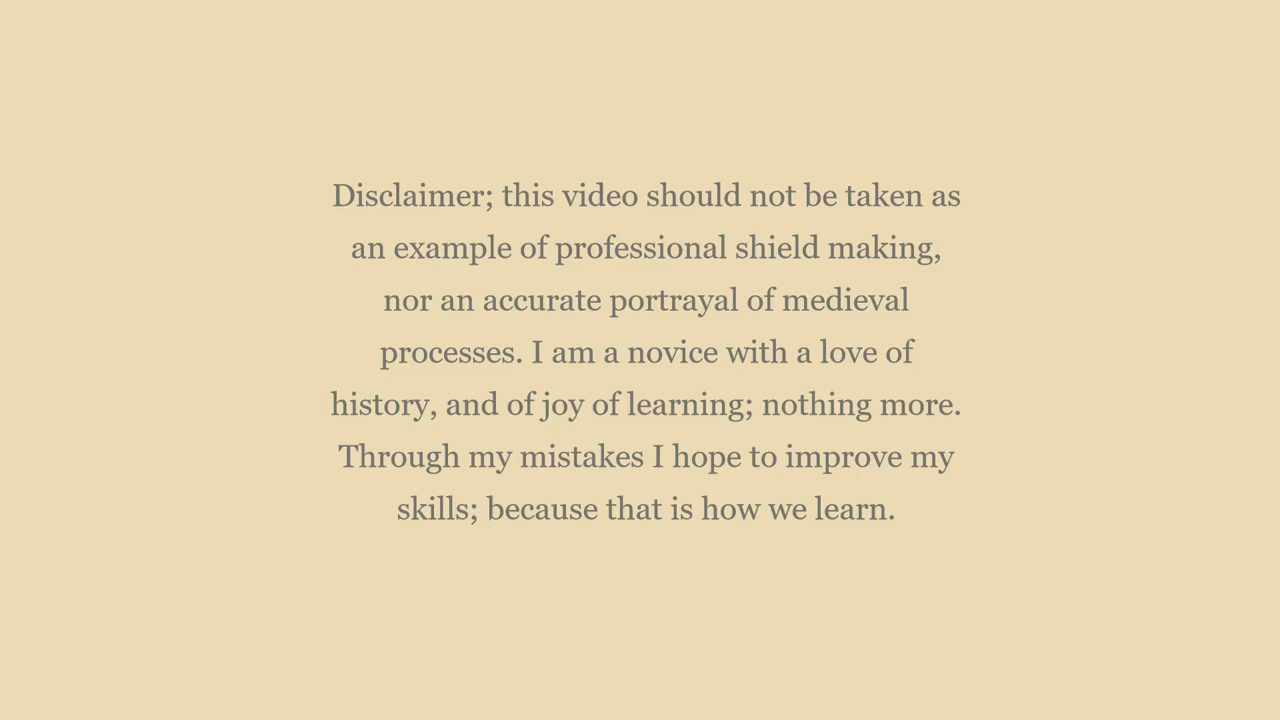 Disclaimer; this video should not be taken as
an example of professional shield making,
nor an accurate portrayal of medieval
processes. I am a novice with a love of
history, and of joy of learning; nothing more.
Through my mistakes I hope to improve my
skills; because that is how we learn.